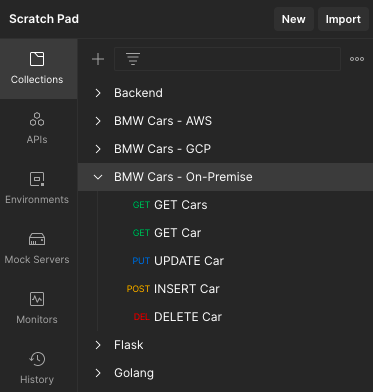 Scratch Pad New Import
Collections
APIs
Environments
Mock Servers
Monitors
History
Backend
BMW Cars - AWS
BMW Cars - GCP
BMW Cars - On-Premise
GET GET Cars
GET GET Car
PUT UPDATE Car
POST INSERT Car
DEL DELETE Car
Flask
Golang